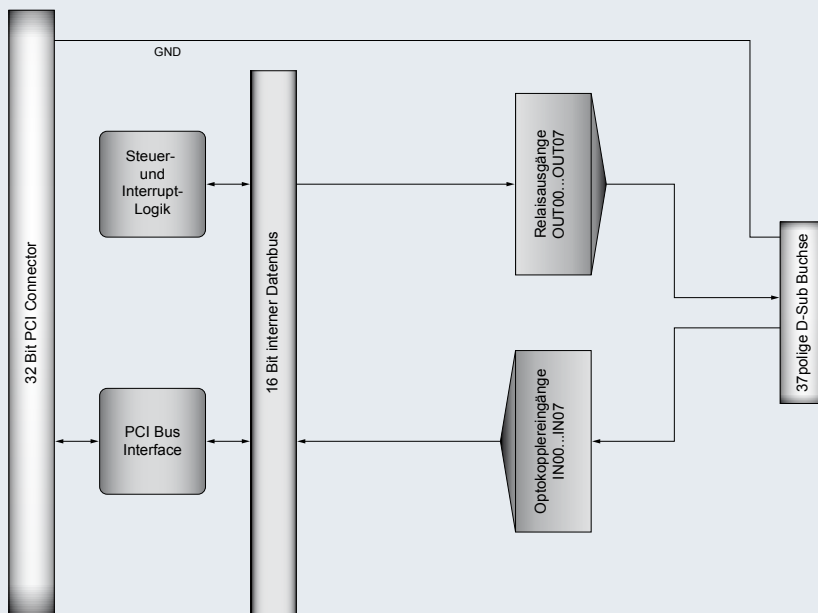 GND
32 Bit PCI Connector
Steuer-
und
Interrupt-
Logik
PCI Bus
Interface
16 Bit interner Datenbus
Relaisausgänge
OUT00...OUT07
Optokopplereingänge
IN00...IN07
37polige D-Sub Buchse